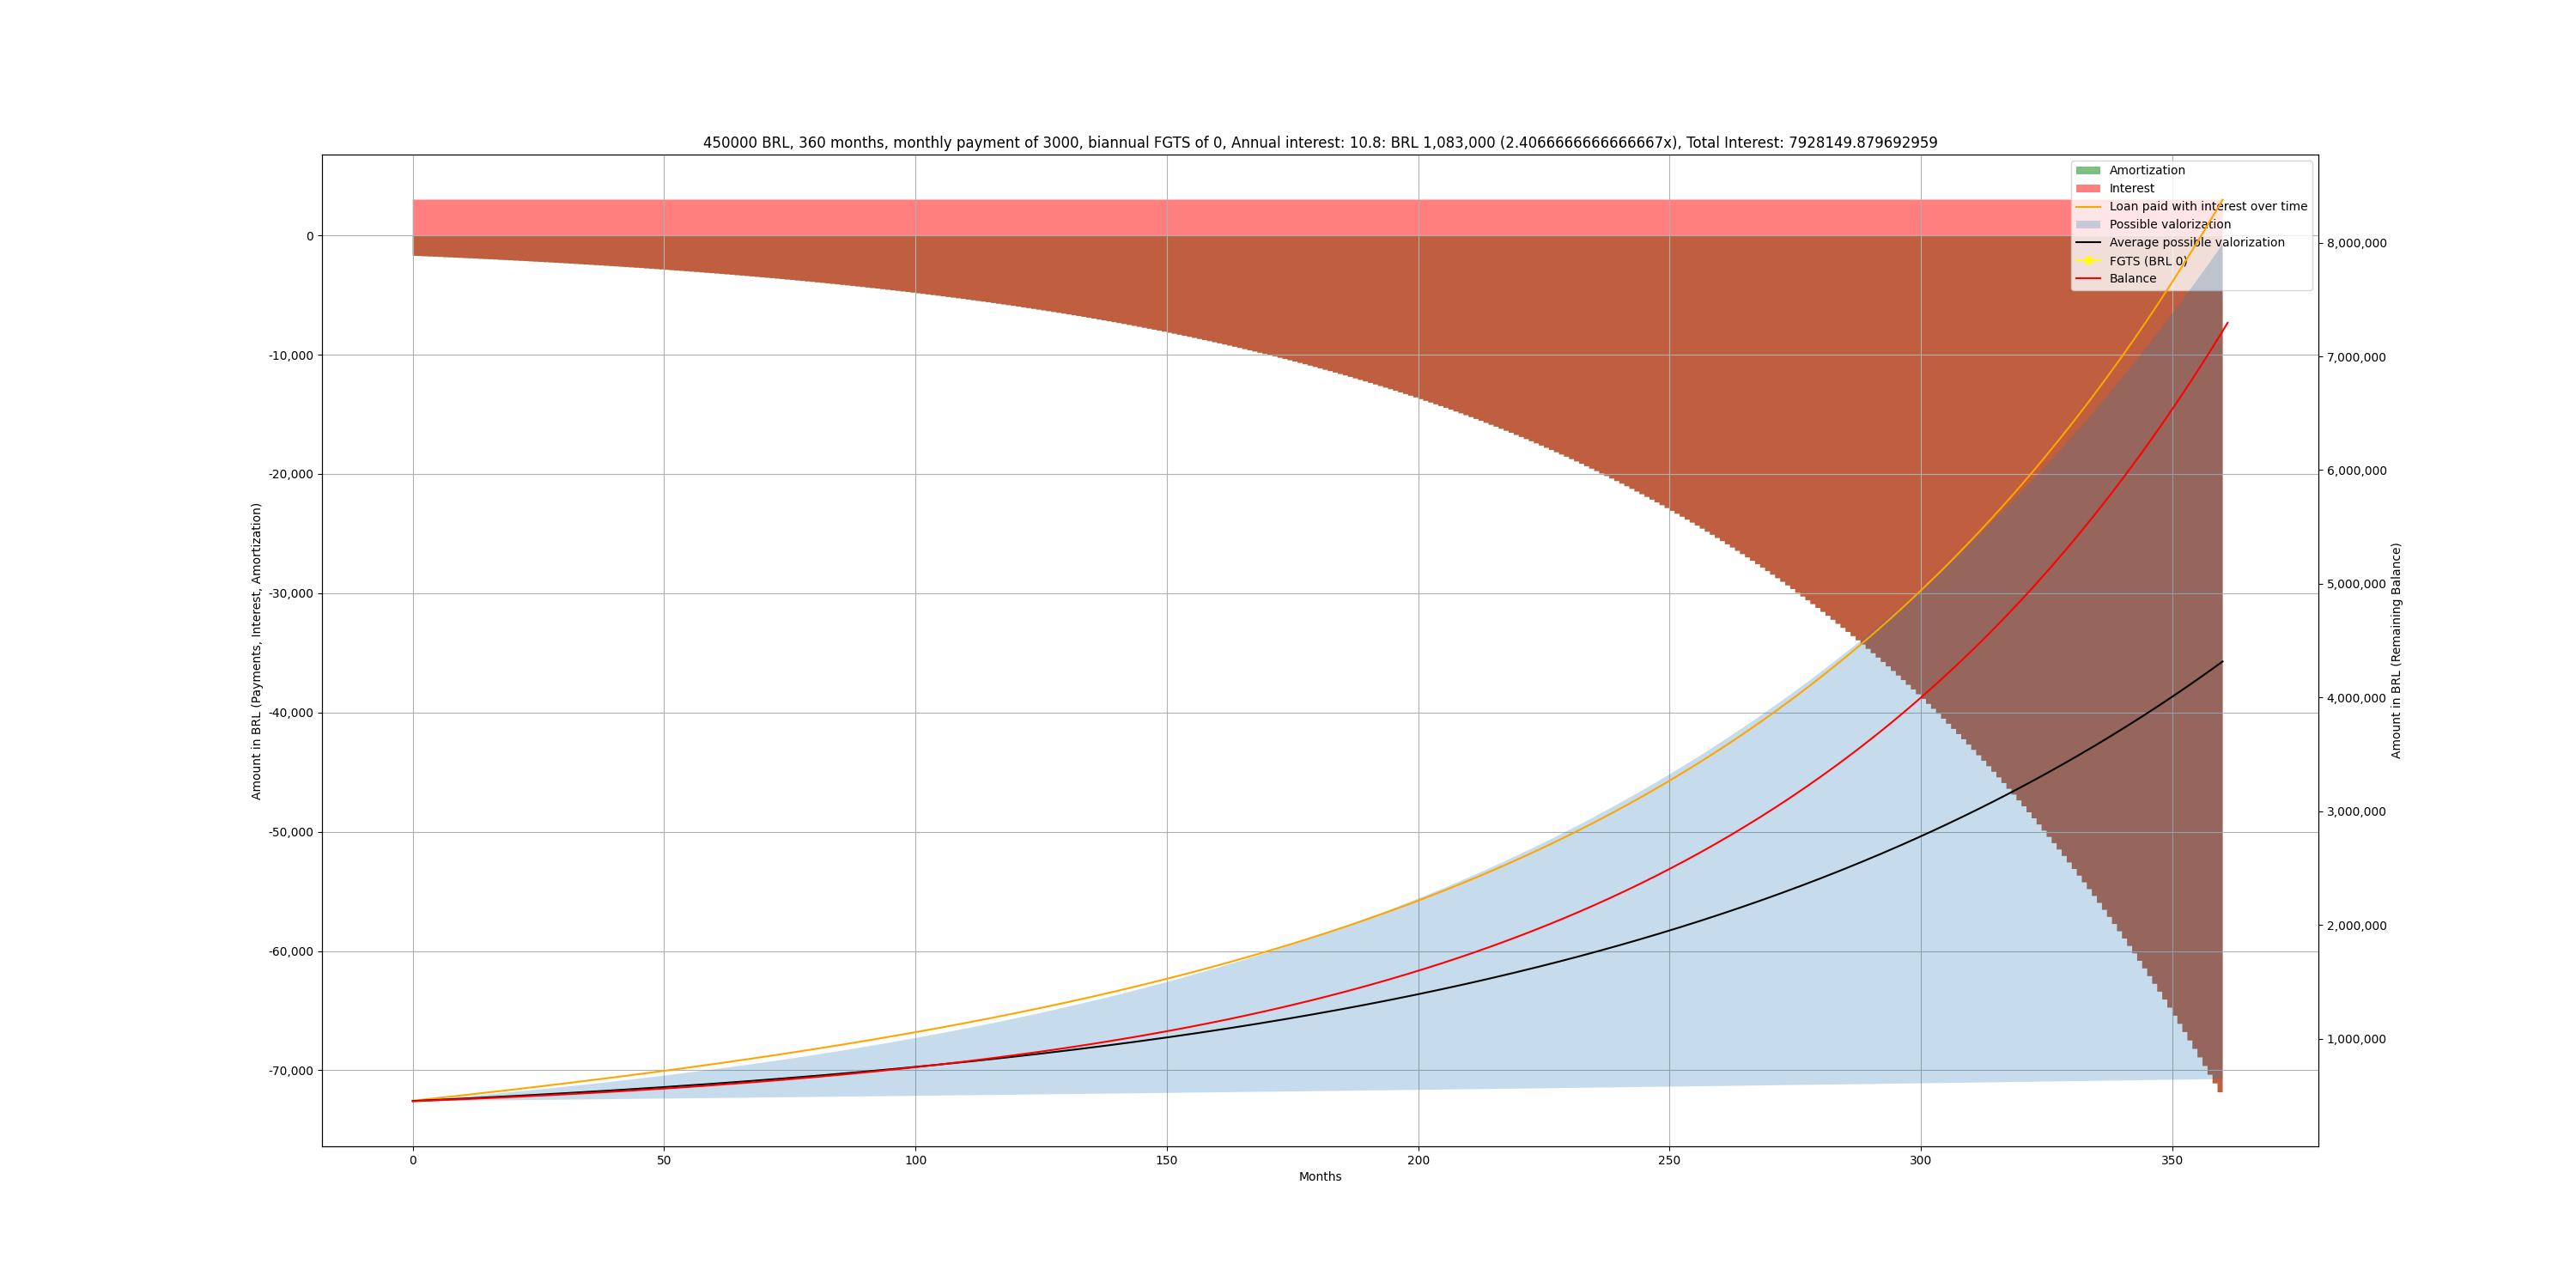 450000 BRL, 360 months, monthly payment of 3000, biannual FGTS of 0, Annual interest: 10.8: BRL 1,083,000 (2.4066666666666667x), Total Interest: 7928149.879692959
Amortization
Interest
Loan paid with interest over time
Possible valorization
Average possible valorization
FGTS (BRL 0)
Balance
Amount in BRL (Payments, Interest, Amortization)
0
-10,000
-20,000
-30,000
-40,000
-50,000
-60,000
-70,000
8,000,000
7,000,000
6,000,000
5,000,000
4,000,000
3,000,000
2,000,000
1,000,000
Amount in BRL (Remaining Balance)
0 50 100 150 200 250 300 350
Months